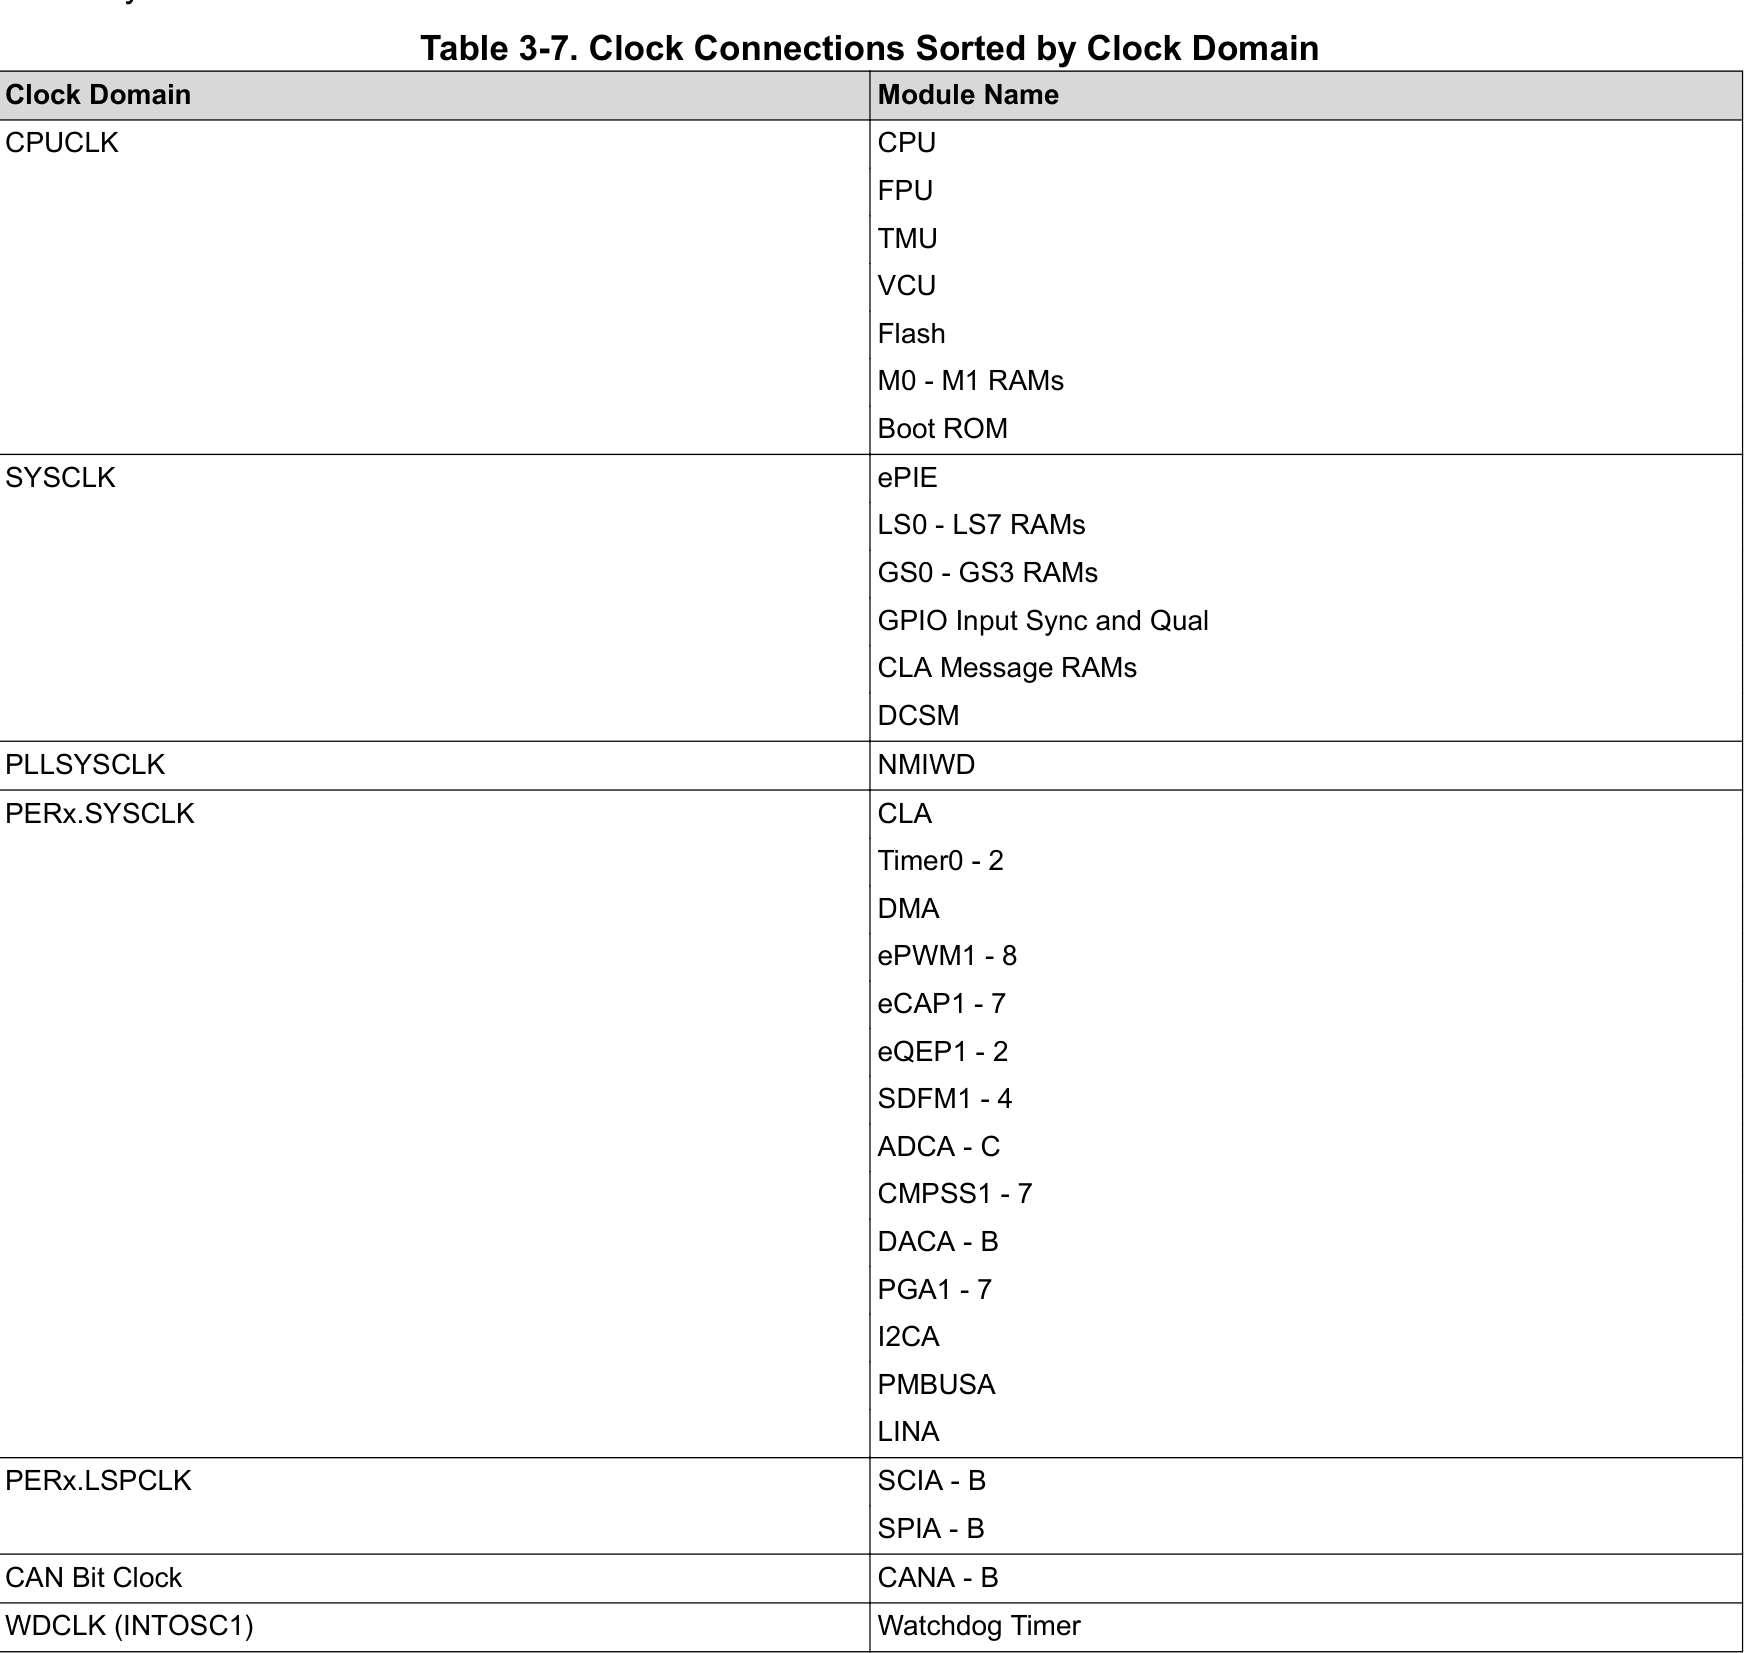 Table 3-7. Clock Connections Sorted by Clock Domain
Clock Domain Module Name
CPUCLK CPU
FPU
TMU
VCU
Flash
M0 - M1 RAMs
Boot ROM
SYSCLK ePIE
LS0 - LS7 RAMs
GS0 - GS3 RAMs
GPIO Input Sync and Qual
CLA Message RAMs
DCSM
PLLSYSCLK NMIWD
PERx.SYSCLK CLA
Timer0 - 2
DMA
ePWM1 - 8
eCAP1 - 7
eQEP1 - 2
SDFM1 - 4
ADCA - C
CMPSS1 - 7
DACA - B
PGA1 - 7
I2CA
PMBUSA
LINA
PERx.LSPCLK SCIA - B
SPIA - B
CAN Bit Clock CANA - B
WDCLK (INTOSC1) Watchdog Timer